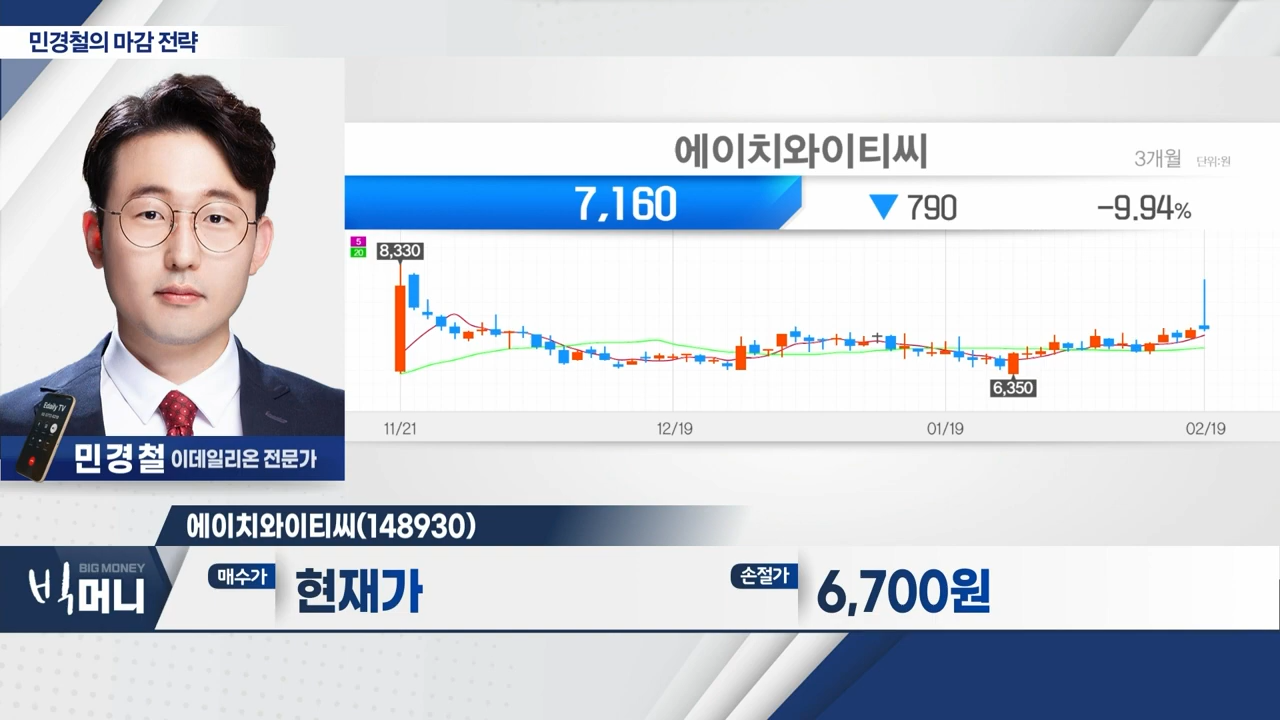 민경철의 마감 전략
에이치와이티씨
3개월 단위:원
7,160 ▼790 -9.94%
5
20
8,330
6,350
11/21 12/19 01/19 02/19
Edaily TV
민경철 이데일리온 전문가
에이치와이티씨(148930)
BIG MONEY
빅머니
매수가 현재가 손절가 6,700원